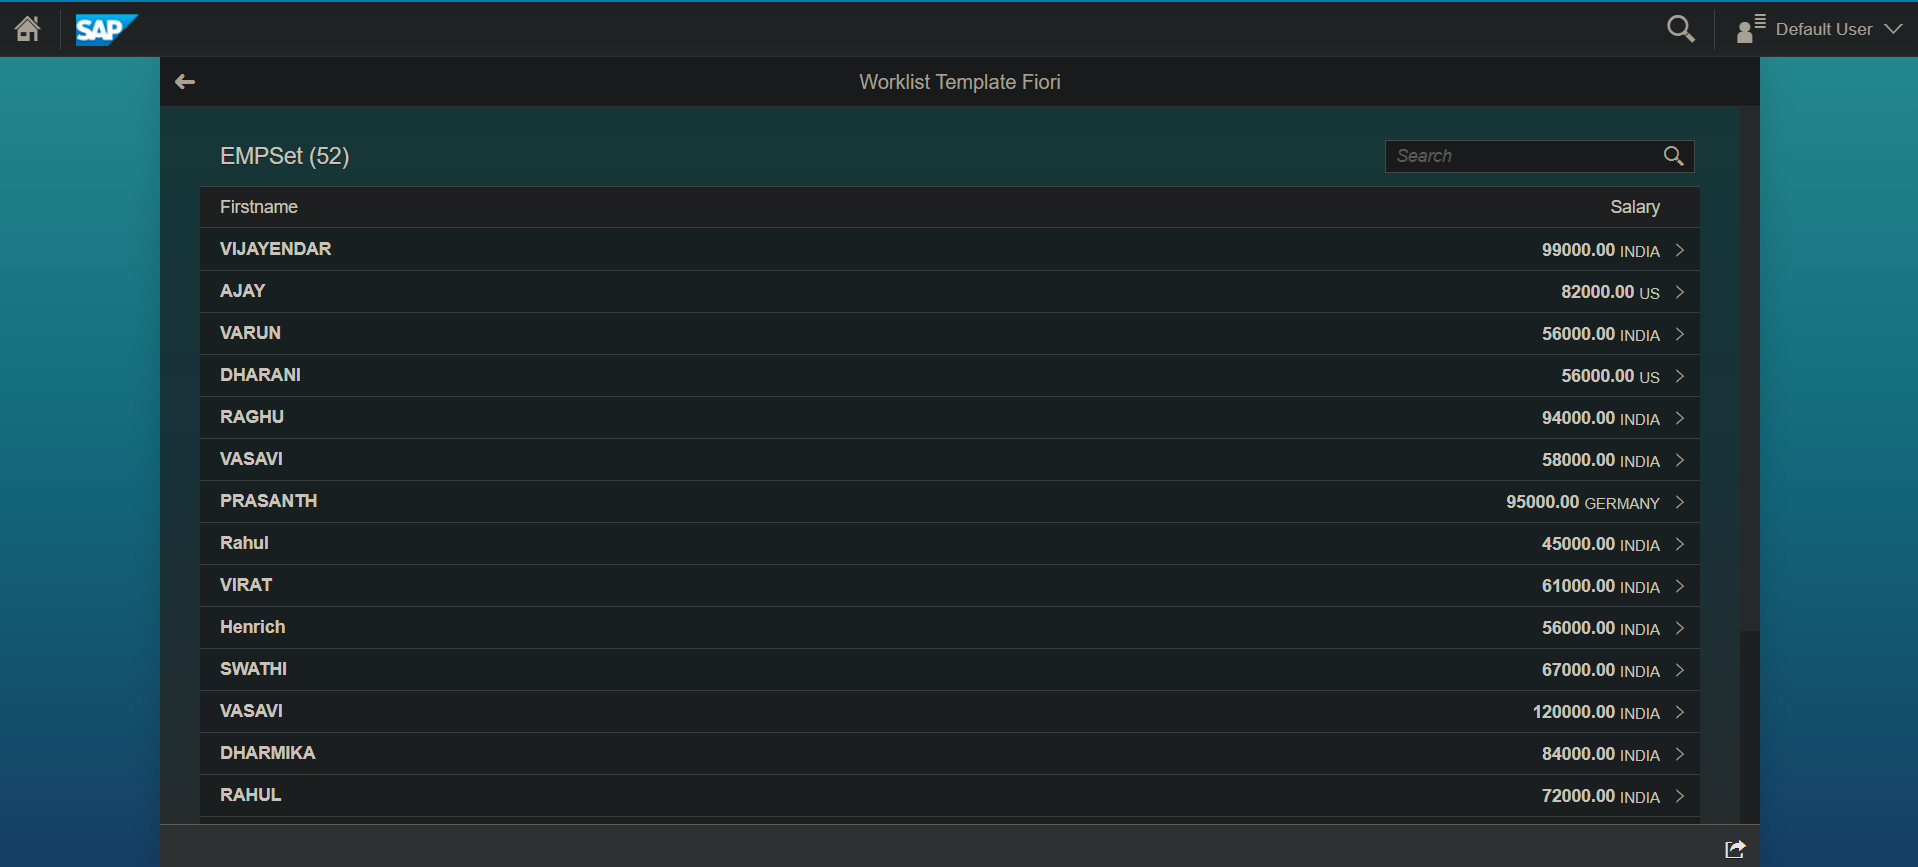 SAP
Default User
Worklist Template Fiori
EMPSet (52)
Search
Firstname Salary
VIJAYENDAR 99000.00 INDIA
AJAY 82000.00 US
VARUN 56000.00 INDIA
DHARANI 56000.00 US
RAGHU 94000.00 INDIA
VASAVI 58000.00 INDIA
PRASANTH 95000.00 GERMANY
Rahul 45000.00 INDIA
VIRAT 61000.00 INDIA
Henrich 56000.00 INDIA
SWATHI 67000.00 INDIA
VASAVI 120000.00 INDIA
DHARMIKA 84000.00 INDIA
RAHUL 72000.00 INDIA